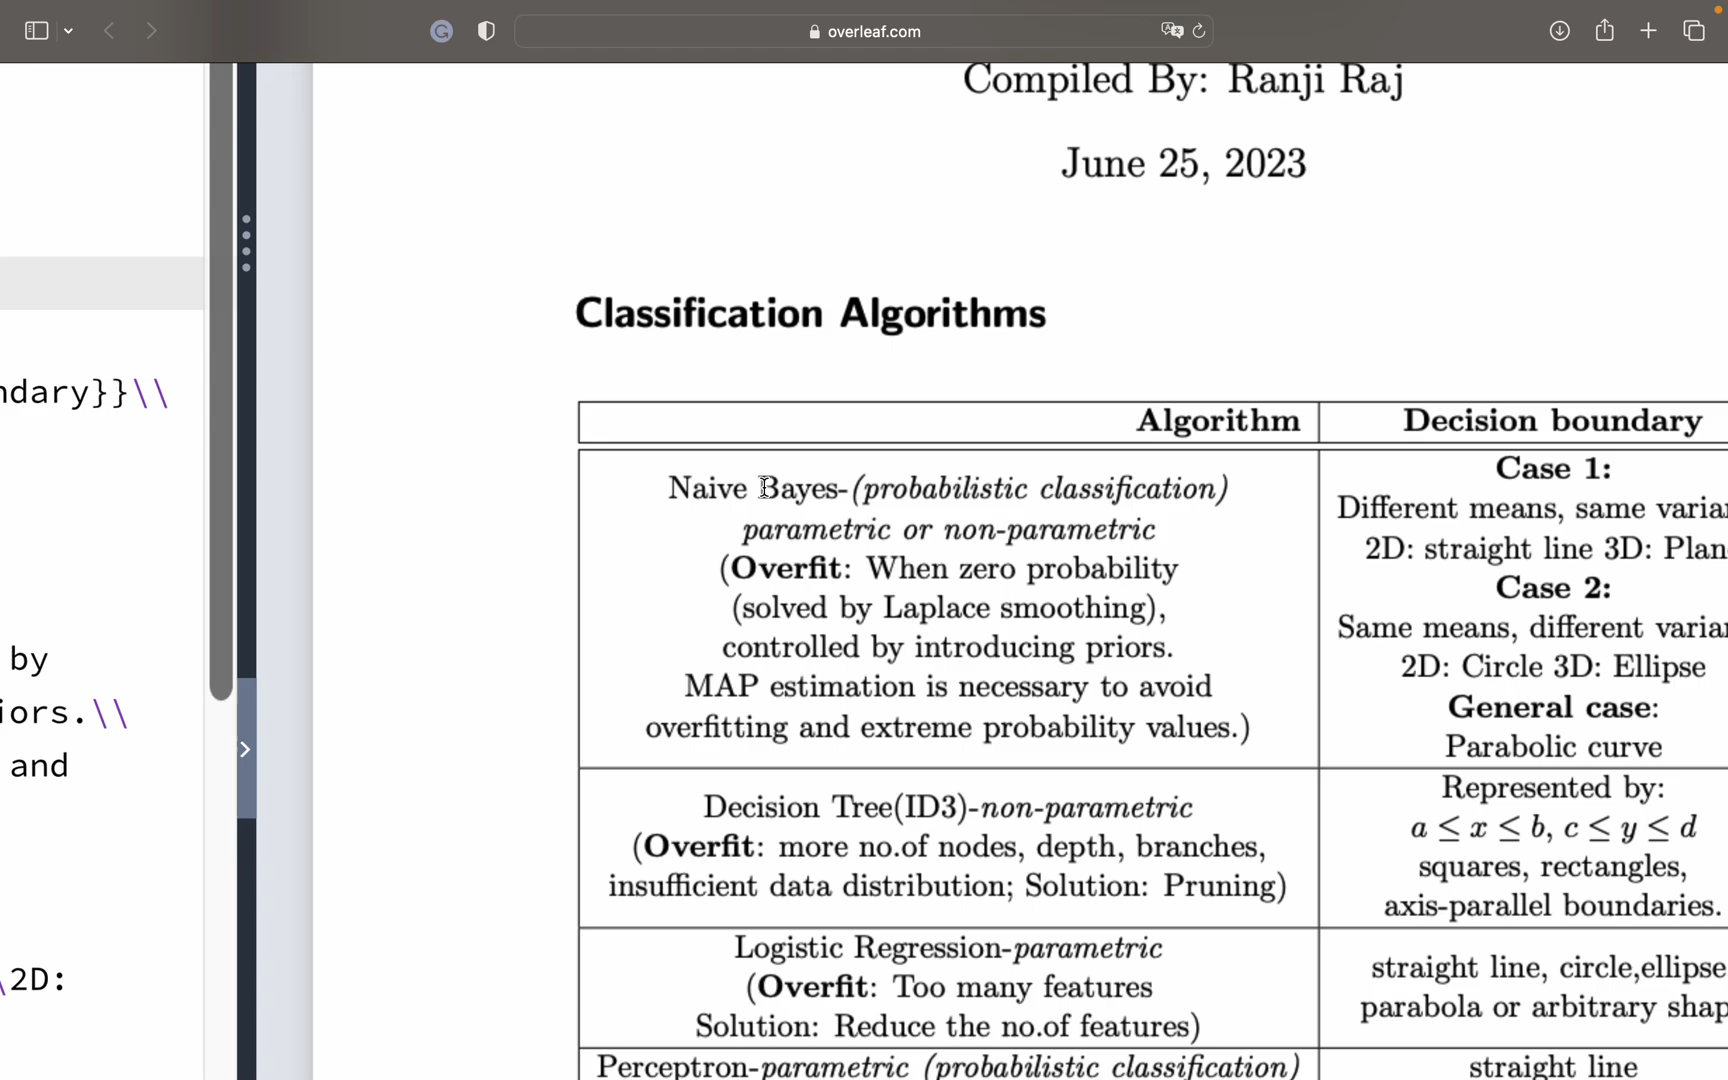 overleaf.com
Compiled By: Ranji Raj
June 25, 2023
Classification Algorithms
ndary}}\\
by
iors.\\
and
\2D:
Algorithm
Decision boundary
Naive Bayes-(probabilistic classification)
parametric or non-parametric
(Overfit: When zero probability
(solved by Laplace smoothing),
controlled by introducing priors.
MAP estimation is necessary to avoid
overfitting and extreme probability values.)
Case 1:
Different means, same varian
2D: straight line 3D: Plan
Case 2:
Same means, different varian
2D: Circle 3D: Ellipse
General case:
Parabolic curve
Decision Tree(ID3)-non-parametric
(Overfit: more no.of nodes, depth, branches,
insufficient data distribution; Solution: Pruning)
Represented by:
a ≤ x ≤ b, c ≤ y ≤ d
squares, rectangles,
axis-parallel boundaries.
Logistic Regression-parametric
(Overfit: Too many features
Solution: Reduce the no.of features)
straight line, circle,ellipse
parabola or arbitrary shap
Perceptron-parametric (probabilistic classification)
straight line